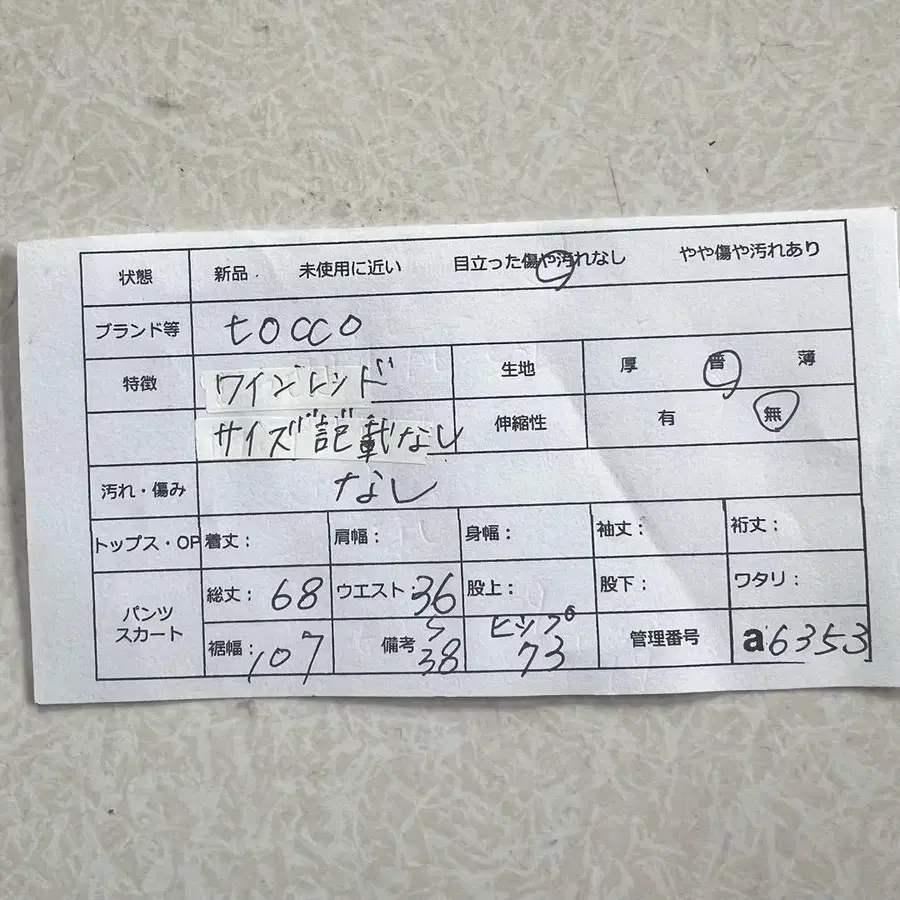 状態 新品 未使用に近い 目立った傷や汚れなし やや傷や汚れあり
ブランド等 tocco
特徴 ワインレッド 生地 厚 普 薄
サイズ記載なし 伸縮性 有 無
汚れ・傷み なし
トップス・OP 着丈： 肩幅： 身幅： 袖丈： 裄丈：
パンツ スカート
総丈： 68 ウエスト： 36 股上： 股下： ワタリ：
裾幅： 107 備考 38 ヒップ 73 管理番号 a6353